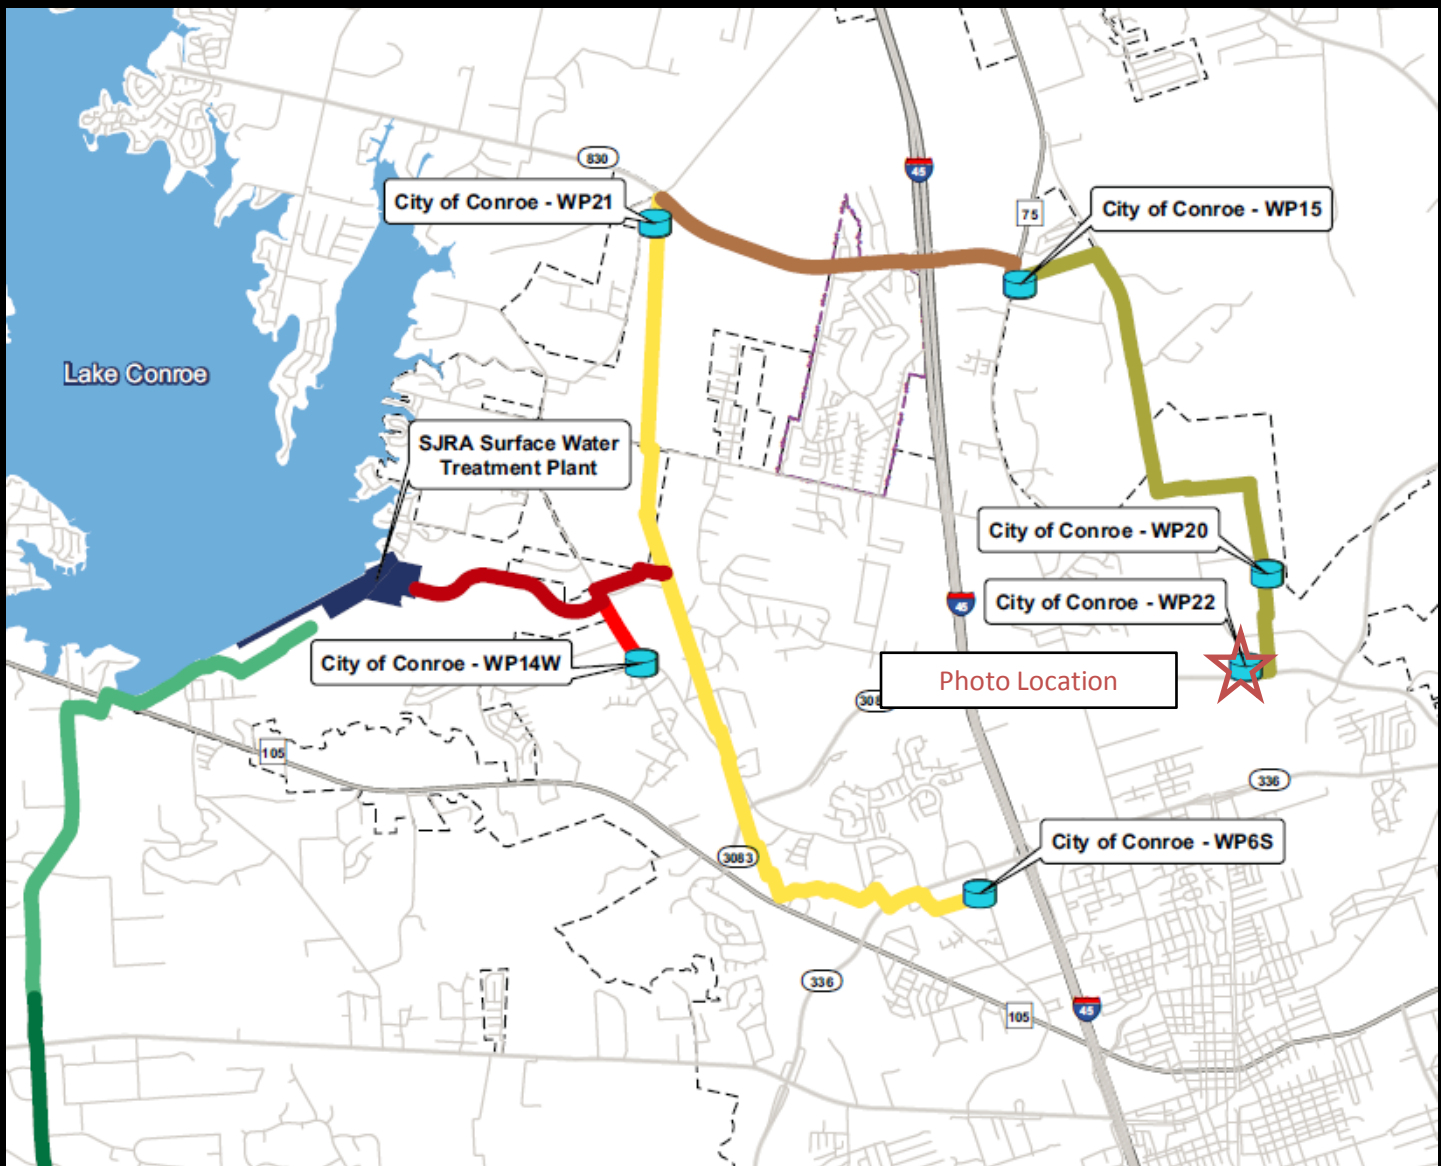 830
45
City of Conroe - WP21
City of Conroe - WP15
75
Lake Conroe
SJRA Surface Water
Treatment Plant
City of Conroe - WP20
City of Conroe - WP22
45
City of Conroe - WP14W
Photo Location
105
336
City of Conroe - WP6S
3083
336
105
45